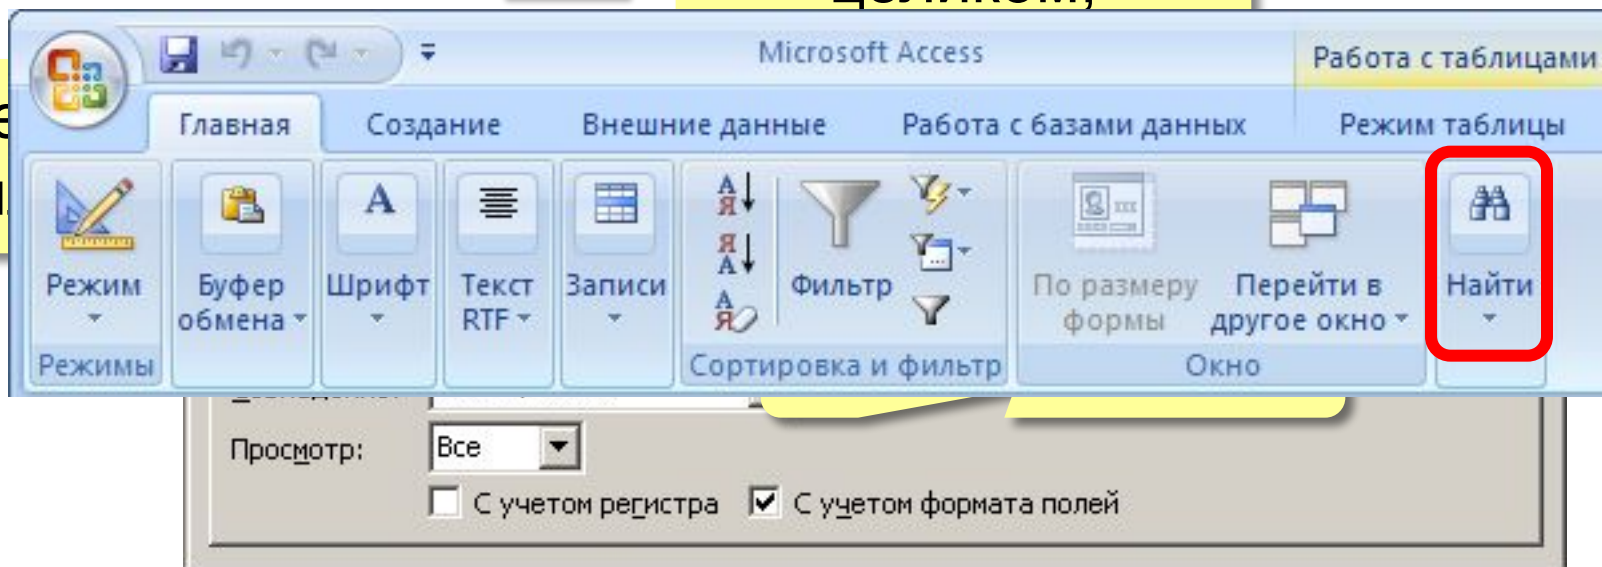 целиком;
Microsoft Access
Работа с таблицами
Главная Создание Внешние данные Работа с базами данных Режим таблицы
Режим
Буфер обмена
Шрифт
Текст RTF
Записи
Фильтр
По размеру формы
Перейти в другое окно
Найти
Режимы
Сортировка и фильтр
Окно
Просмотр: Все
С учетом регистра С учетом формата полей